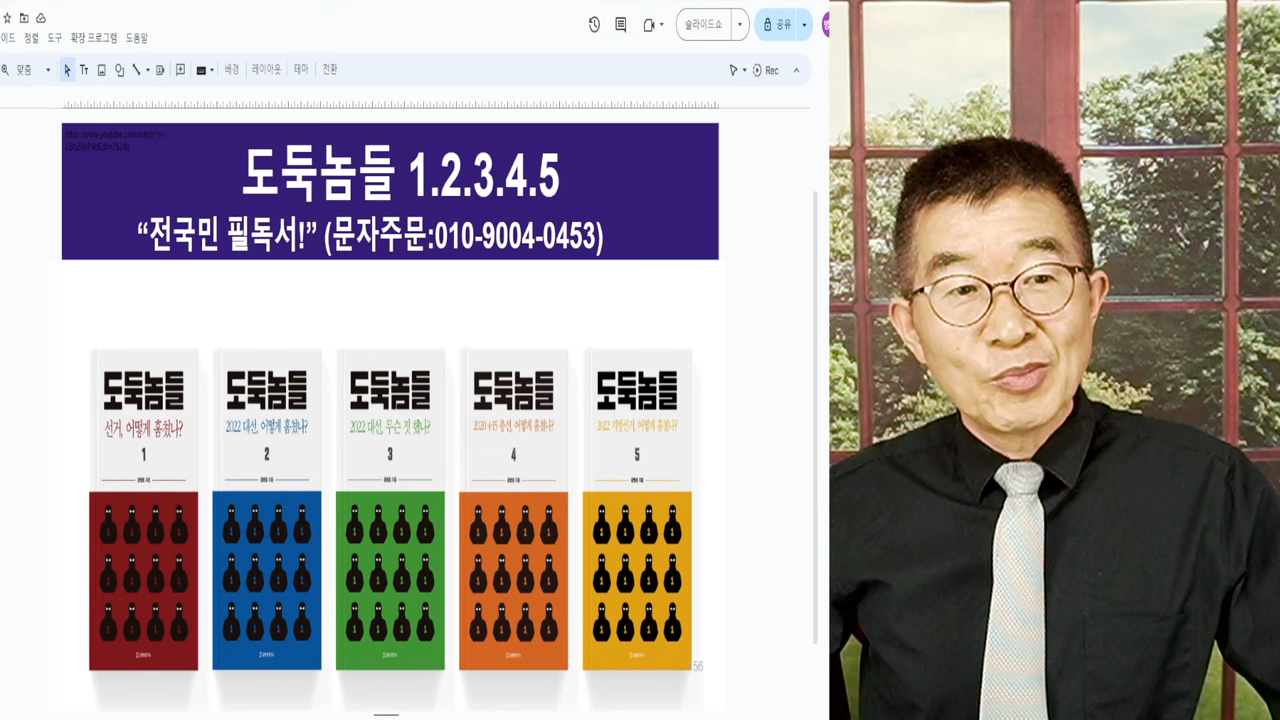 정렬 도구 확장 프로그램 도움말
슬라이드쇼
공유
맞춤
Tr
배경
레이아웃
테마
전환
Rec
도둑놈들 1.2.3.4.5
“전국민 필독서!” (문자주문:010-9004-0453)
도둑놈들
선거, 어떻게 훔쳤나?
1
도둑놈들
2022 대선, 어떻게 훔쳤나?
2
도둑놈들
2022 대선, 무슨 짓 했나?
3
도둑놈들
2020 4·15 총선, 어떻게 훔쳤나?
4
도둑놈들
2022 지방선거, 어떻게 훔쳤나?
5
56